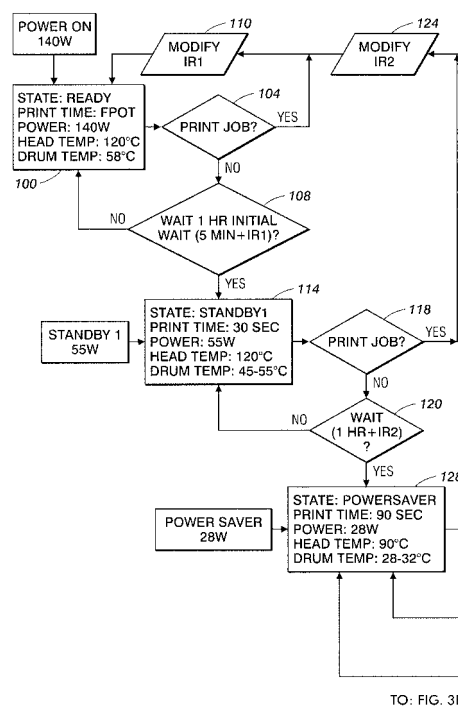 POWER ON
140W
110
MODIFY
IR1
124
MODIFY
IR2
STATE: READY
PRINT TIME: FPOT
POWER: 140W
HEAD TEMP: 120°C
DRUM TEMP: 58°C
100
104
PRINT JOB?
YES
NO
108
WAIT 1 HR INITIAL
WAIT (5 MIN+IR1)?
NO
YES
114
STANDBY 1
55W
STATE: STANDBY1
PRINT TIME: 30 SEC
POWER: 55W
HEAD TEMP: 120°C
DRUM TEMP: 45-55°C
118
PRINT JOB?
YES
NO
120
WAIT
(1 HR+IR2)
?
NO
YES
128
POWER SAVER
28W
STATE: POWERSAVER
PRINT TIME: 90 SEC
POWER: 28W
HEAD TEMP: 90°C
DRUM TEMP: 28-32°C
TO: FIG.